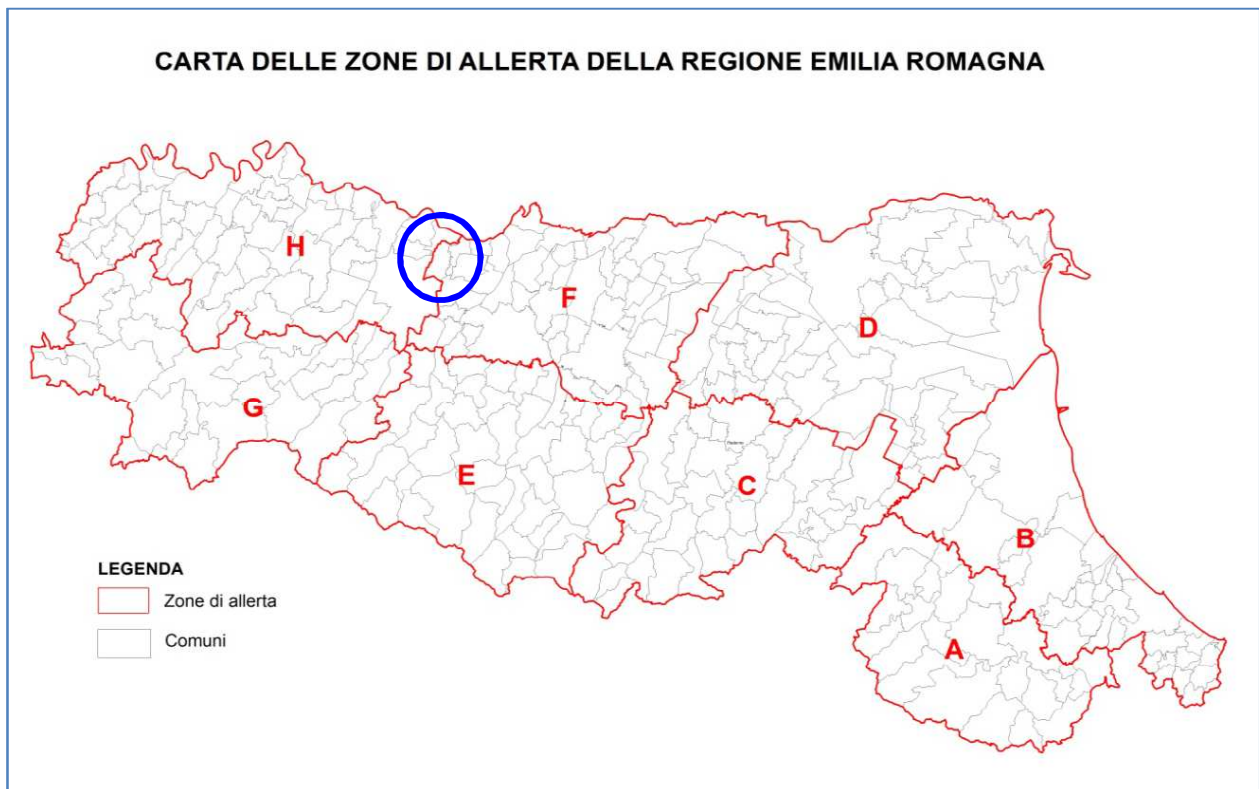 CARTA DELLE ZONE DI ALLERTA DELLA REGIONE EMILIA ROMAGNA
H
F
D
G
E
C
B
A
LEGENDA
Zone di allerta
Comuni